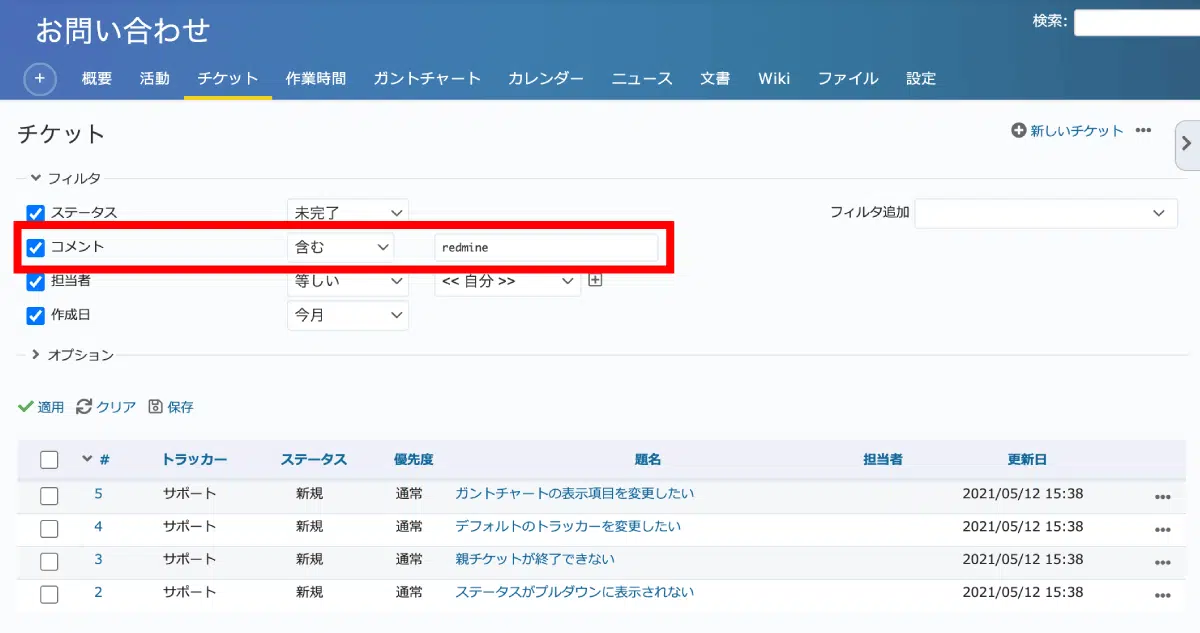 お問い合わせ
検索:
+ 概要 活動 チケット 作業時間 ガントチャート カレンダー ニュース 文書 Wiki ファイル 設定
チケット
新しいチケット
フィルタ
ステータス 未完了
フィルタ追加
コメント 含む redmine
担当者 等しい << 自分 >>
作成日 今月
オプション
適用 クリア 保存
# トラッカー ステータス 優先度 題名 担当者 更新日
5 サポート 新規 通常 ガントチャートの表示項目を変更したい 2021/05/12 15:38
4 サポート 新規 通常 デフォルトのトラッカーを変更したい 2021/05/12 15:38
3 サポート 新規 通常 親チケットが終了できない 2021/05/12 15:38
2 サポート 新規 通常 ステータスがプルダウンに表示されない 2021/05/12 15:38